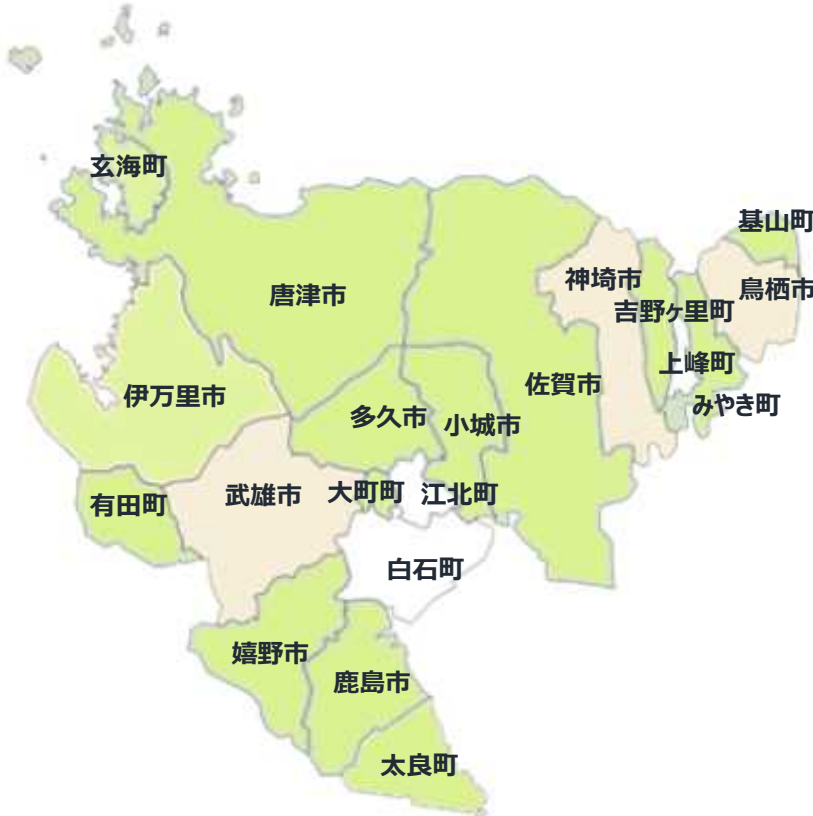 玄海町
基山町
神埼市
鳥栖市
唐津市
吉野ヶ里町
上峰町
佐賀市
伊万里市
みやき町
多久市
小城市
有田町
武雄市
大町町
江北町
白石町
嬉野市
鹿島市
太良町